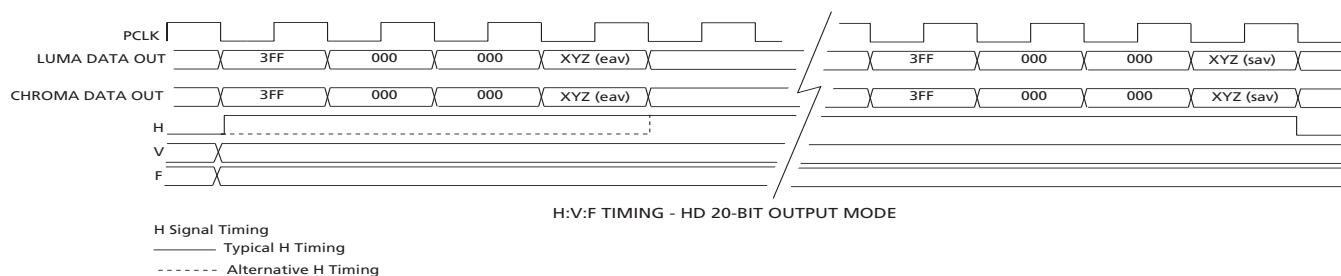 PCLK
LUMA DATA OUT 3FF 000 000 XYZ (eav) 3FF 000 000 XYZ (sav)
CHROMA DATA OUT 3FF 000 000 XYZ (eav) 3FF 000 000 XYZ (sav)
H
V
F
H:V:F TIMING - HD 20-BIT OUTPUT MODE
H Signal Timing
Typical H Timing
Alternative H Timing